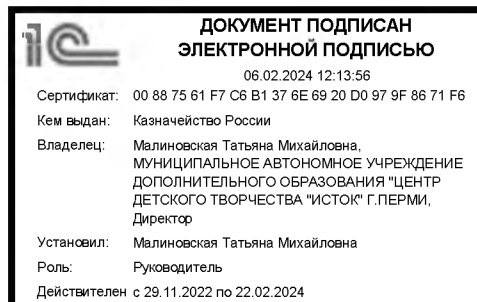 1С
ДОКУМЕНТ ПОДПИСАН
ЭЛЕКТРОННОЙ ПОДПИСЬЮ
06.02.2024 12:13:56
Сертификат: 00 88 75 61 F7 C6 B1 37 6E 69 20 D0 97 9F 86 71 F6
Кем выдан: Казначейство России
Владелец: Малиновская Татьяна Михайловна,
МУНИЦИПАЛЬНОЕ АВТОНОМНОЕ УЧРЕЖДЕНИЕ
ДОПОЛНИТЕЛЬНОГО ОБРАЗОВАНИЯ "ЦЕНТР
ДЕТСКОГО ТВОРЧЕСТВА "ИСТОК" Г.ПЕРМИ,
Директор
Установил: Малиновская Татьяна Михайловна
Роль: Руководитель
Действителен с 29.11.2022 по 22.02.2024